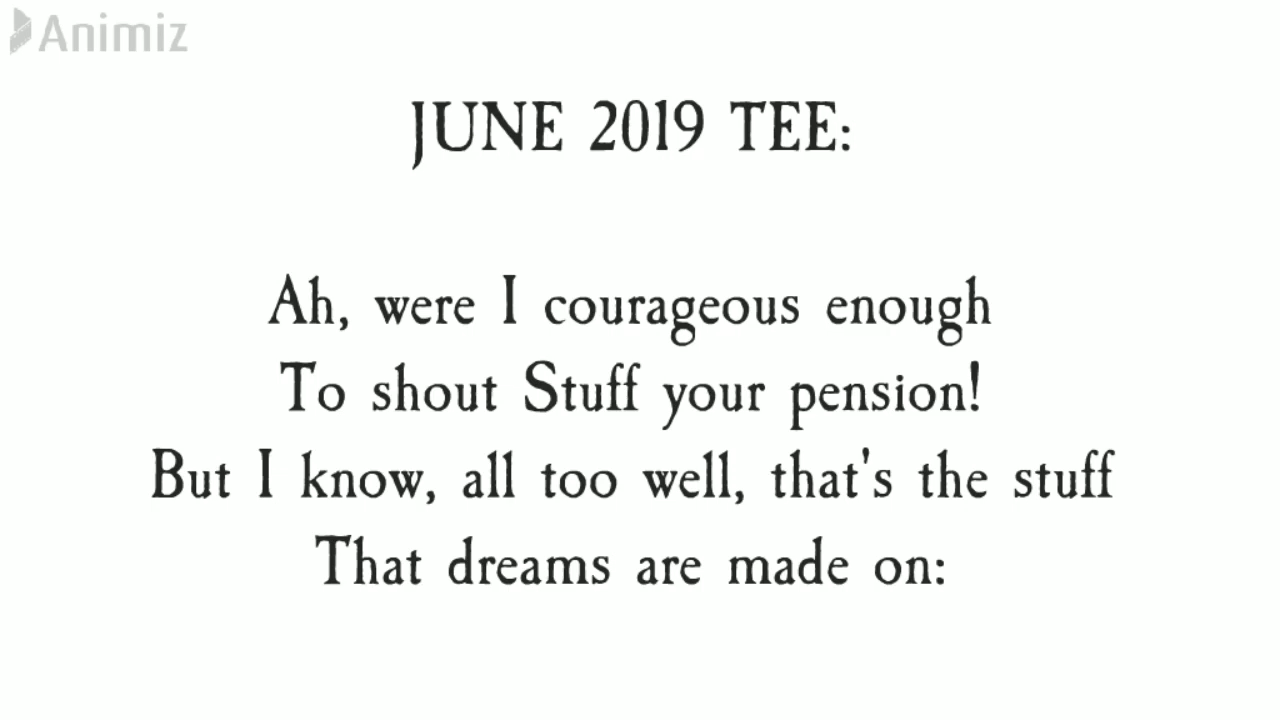 Animiz
JUNE 2019 TEE:
Ah, were I courageous enough
To shout Stuff your pension!
But I know, all too well, that's the stuff
That dreams are made on: